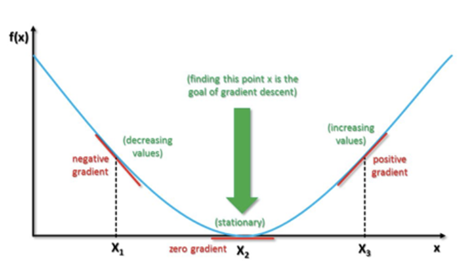 f(x)
(finding this point x is the
goal of gradient descent)
(decreasing
values)
(increasing
values)
negative
gradient
positive
gradient
(stationary)
zero gradient
X1
X2
X3
x